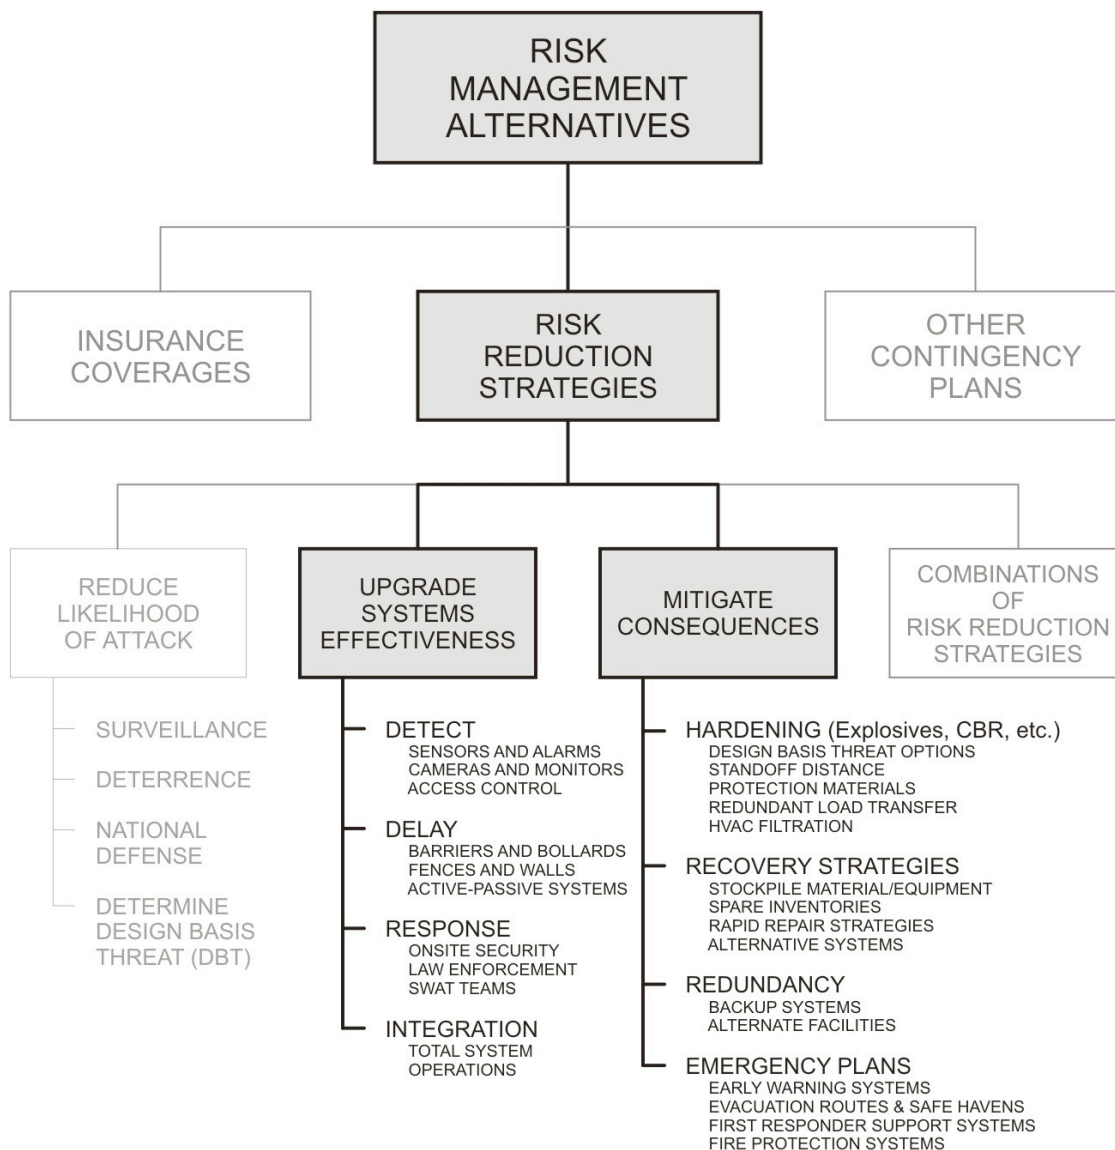 RISK
MANAGEMENT
ALTERNATIVES
INSURANCE
COVERAGES
RISK
REDUCTION
STRATEGIES
OTHER
CONTINGENCY
PLANS
REDUCE
LIKELIHOOD
OF ATTACK
SURVEILLANCE
DETERRENCE
NATIONAL
DEFENSE
DETERMINE
DESIGN BASIS
THREAT (DBT)
UPGRADE
SYSTEMS
EFFECTIVENESS
DETECT
SENSORS AND ALARMS
CAMERAS AND MONITORS
ACCESS CONTROL
DELAY
BARRIERS AND BOLLARDS
FENCES AND WALLS
ACTIVE-PASSIVE SYSTEMS
RESPONSE
ONSITE SECURITY
LAW ENFORCEMENT
SWAT TEAMS
INTEGRATION
TOTAL SYSTEM
OPERATIONS
MITIGATE
CONSEQUENCES
HARDENING (Explosives, CBR, etc.)
DESIGN BASIS THREAT OPTIONS
STANDOFF DISTANCE
PROTECTION MATERIALS
REDUNDANT LOAD TRANSFER
HVAC FILTRATION
RECOVERY STRATEGIES
STOCKPILE MATERIAL/EQUIPMENT
SPARE INVENTORIES
RAPID REPAIR STRATEGIES
ALTERNATIVE SYSTEMS
REDUNDANCY
BACKUP SYSTEMS
ALTERNATE FACILITIES
EMERGENCY PLANS
EARLY WARNING SYSTEMS
EVACUATION ROUTES & SAFE HAVENS
FIRST RESPONDER SUPPORT SYSTEMS
FIRE PROTECTION SYSTEMS
COMBINATIONS
OF
RISK REDUCTION
STRATEGIES